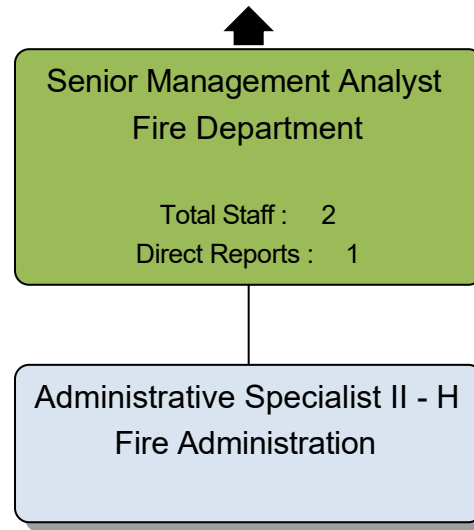 Senior Management Analyst
Fire Department
Total Staff : 2
Direct Reports : 1
Administrative Specialist II - H
Fire Administration